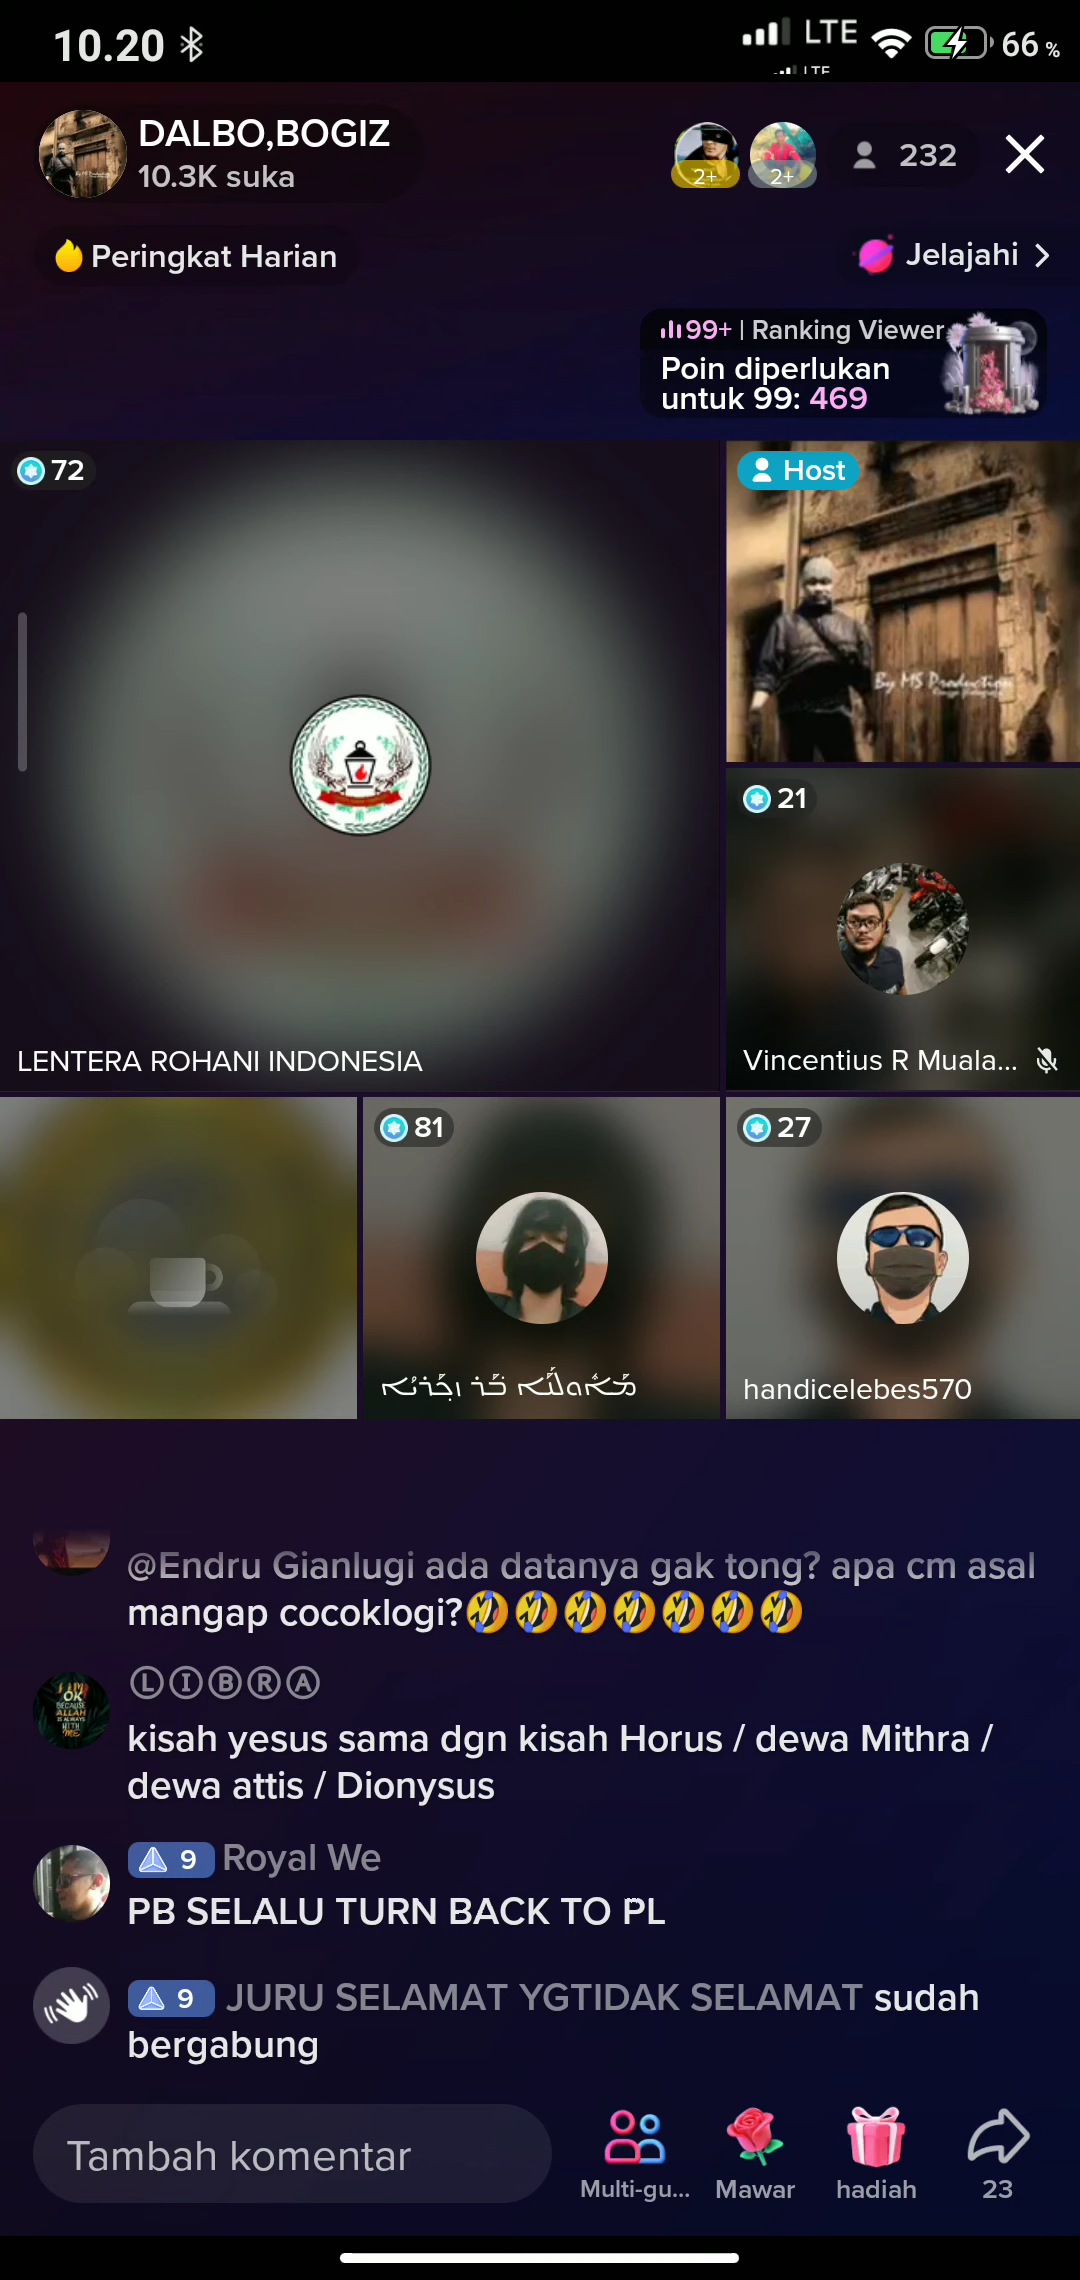 10.20
LTE
66 %
LTE
DALBO,BOGIZ
10.3K suka
2+
2+
232
Peringkat Harian
Jelajahi
99+ | Ranking Viewer
Poin diperlukan
untuk 99: 469
72
Host
By MS Production
21
LENTERA ROHANI INDONESIA
Vincentius R Muala...
81
27
handicelebes570
@Endru Gianlugi ada datanya gak tong? apa cm asal
mangap cocoklogi?🤣🤣🤣🤣🤣🤣🤣
ⓁⒾⒷⓇⒶ
kisah yesus sama dgn kisah Horus / dewa Mithra /
dewa attis / Dionysus
9 Royal We
PB SELALU TURN BACK TO PL
9 JURU SELAMAT YGTIDAK SELAMAT sudah
bergabung
Tambah komentar
Multi-gu...
Mawar
hadiah
23